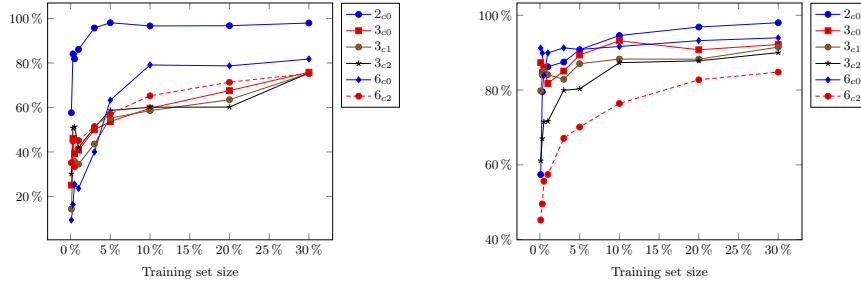 100 %
80 %
60 %
40 %
20 %
0 % 5 % 10 % 15 % 20 % 25 % 30 %
Training set size
2c0
3c0
3c1
3c2
6c0
6c2
100 %
80 %
60 %
40 %
0 % 5 % 10 % 15 % 20 % 25 % 30 %
Training set size
2c0
3c0
3c1
3c2
6c0
6c2